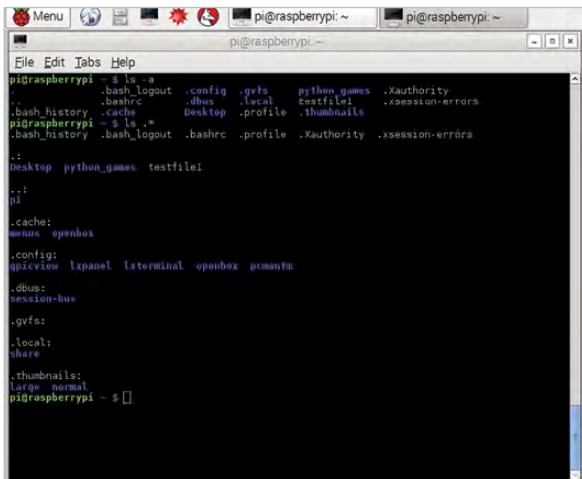 Menu pi@raspberrypi: ~ pi@raspberrypi: ~
pi@raspberrypi: ~
File Edit Tabs Help
pi@raspberrypi ~ $ ls -a
. .bash_logout .config .gvfs python_games .Xauthority
.. .bashrc .dbus .local testfile1 .xsession-errors
.bash_history .cache Desktop .profile .thumbnails
pi@raspberrypi ~ $ ls .*
.bash_history .bash_logout .bashrc .profile .Xauthority .xsession-errors
.:
Desktop python_games testfile1
..:
pi
.cache:
menus openbox
.config:
gpicview lxpanel lxterminal openbox pcmanfm
.dbus:
session-bus
.gvfs:
.local:
share
.thumbnails:
large normal
pi@raspberrypi ~ $